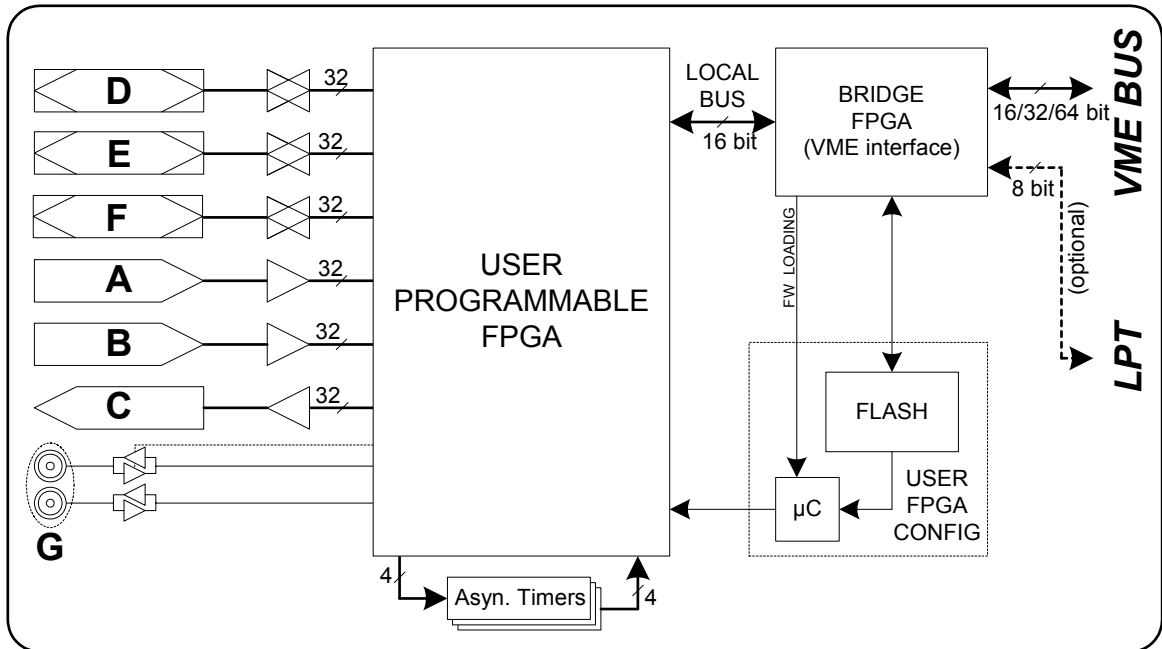 D
32
E
32
F
32
A
32
B
32
C
32
G
USER
PROGRAMMABLE
FPGA
4
Asyn. Timers
4
LOCAL
BUS
16 bit
BRIDGE
FPGA
(VME interface)
16/32/64 bit
8 bit
(optional)
VME BUS
LPT
FW LOADING
FLASH
µC
USER
FPGA
CONFIG